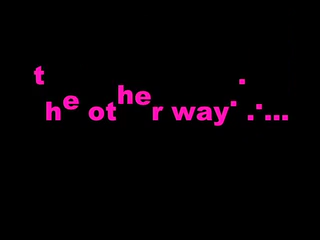 the other way.......